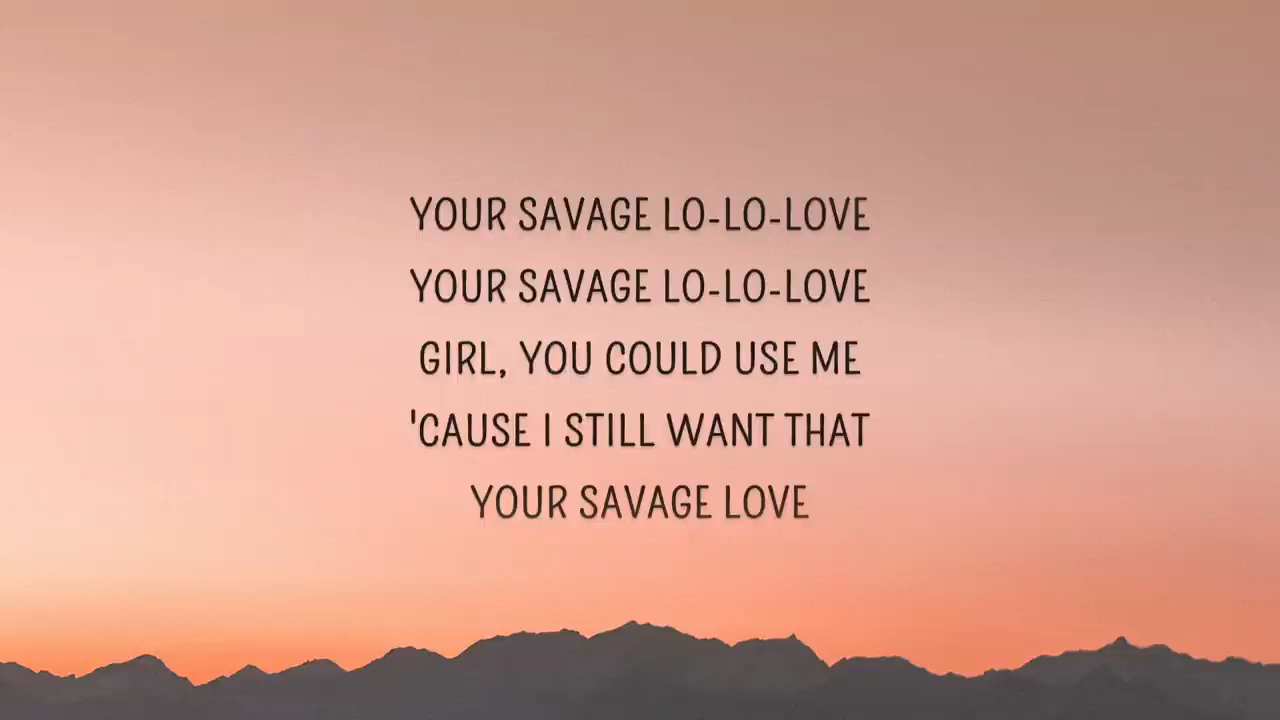 YOUR SAVAGE LO-LO-LOVE
YOUR SAVAGE LO-LO-LOVE
GIRL, YOU COULD USE ME
'CAUSE I STILL WANT THAT
YOUR SAVAGE LOVE